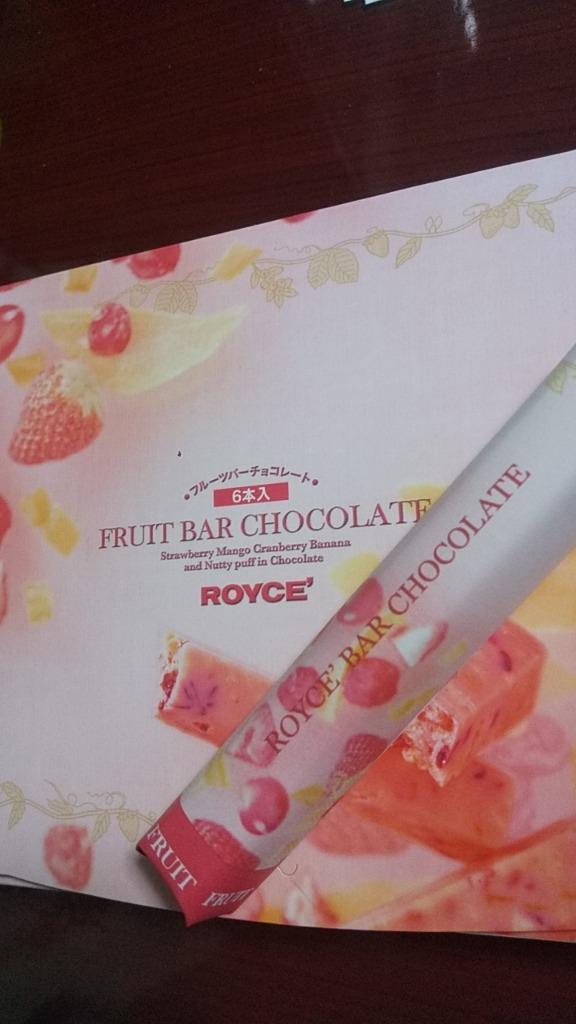 フルーツバーチョコレート
6本入
FRUIT BAR CHOCOLATE
Strawberry Mango Cranberry Banana
and Nutty puff in Chocolate
ROYCE'
ROYCE' BAR CHOCOLATE
FRUIT
FRUIT